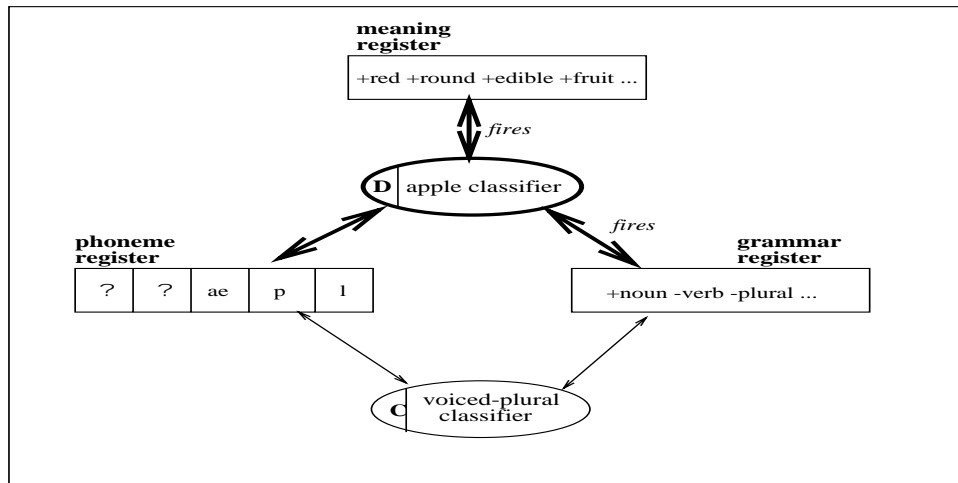 meaning
register
+red +round +edible +fruit ...
fires
D apple classifier
fires
phoneme
register
grammar
register
? ? ae p l
+noun -verb -plural ...
C voiced-plural
classifier